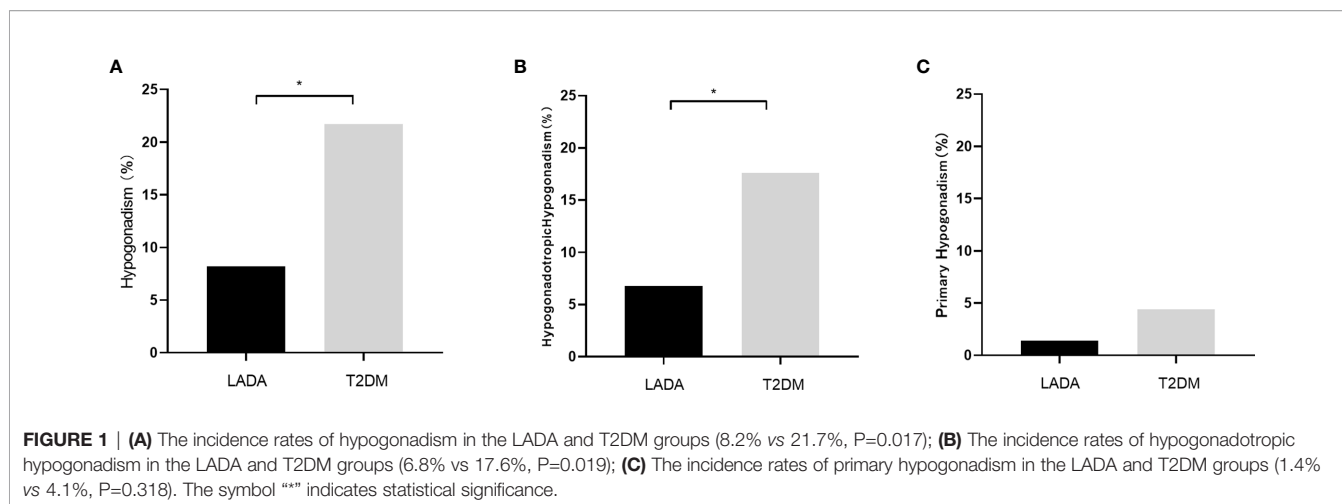 A
Hypogonadism (%)
25
20
15
10
5
0
*
LADA
T2DM
B
HypogonadotropicHypogonadism(%)
25
20
15
10
5
0
*
LADA
T2DM
C
Primary Hypogonadism(%)
25
20
15
10
5
0
LADA
T2DM
FIGURE 1 | (A) The incidence rates of hypogonadism in the LADA and T2DM groups (8.2% vs 21.7%, P=0.017); (B) The incidence rates of hypogonadotropic
hypogonadism in the LADA and T2DM groups (6.8% vs 17.6%, P=0.019); (C) The incidence rates of primary hypogonadism in the LADA and T2DM groups (1.4%
vs 4.1%, P=0.318). The symbol “*” indicates statistical significance.